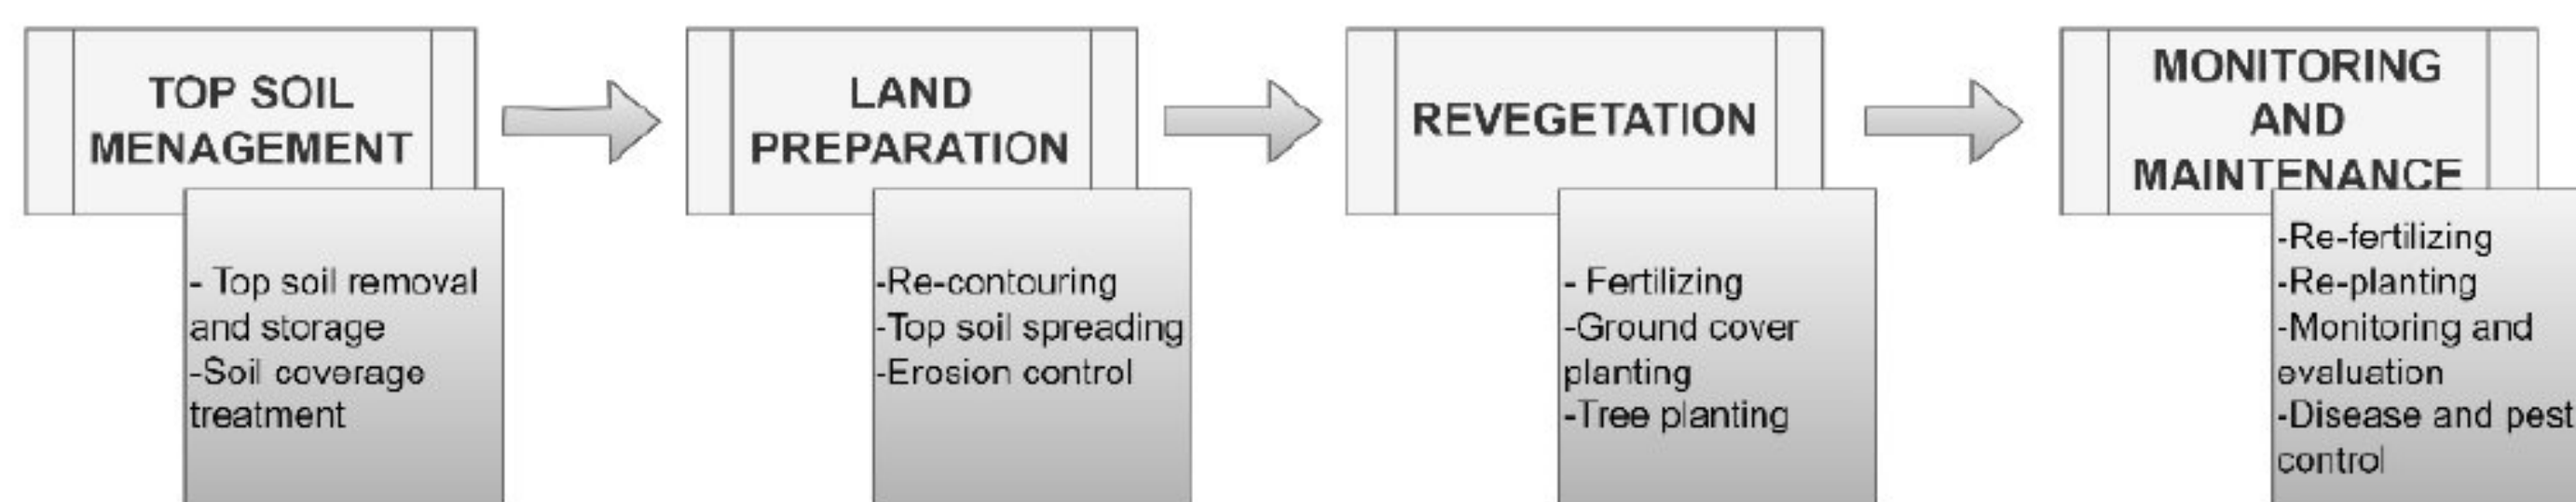 TOP SOIL
MENAGEMENT
- Top soil removal
and storage
-Soil coverage
treatment
LAND
PREPARATION
-Re-contouring
-Top soil spreading
-Erosion control
REVEGETATION
- Fertilizing
-Ground cover
planting
-Tree planting
MONITORING
AND
MAINTENANCE
-Re-fertilizing
-Re-planting
-Monitoring and
evaluation
-Disease and pest
control